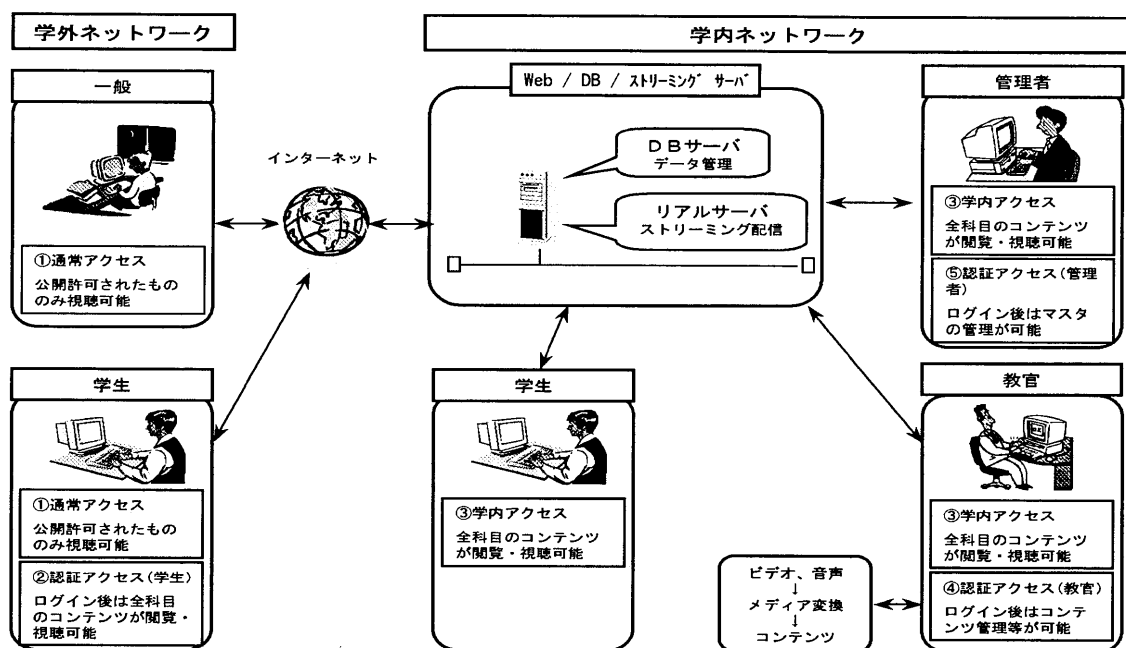 学外ネットワーク
一般
①通常アクセス
公開許可されたもの
のみ視聴可能
学生
①通常アクセス
公開許可されたもの
のみ視聴可能
②認証アクセス(学生)
ログイン後は全科目
のコンテンツが閲覧・
視聴可能
インターネット
学内ネットワーク
Web / DB / ストリーミング サーバ
DBサーバ
データ管理
リアルサーバ
ストリーミング配信
学生
③学内アクセス
全科目のコンテンツ
が閲覧・視聴可能
管理者
③学内アクセス
全科目のコンテンツ
が閲覧・視聴可能
⑤認証アクセス(管理
者)
ログイン後はマスタ
の管理が可能
教官
③学内アクセス
全科目のコンテンツ
が閲覧・視聴可能
④認証アクセス(教官)
ログイン後はコンテ
ンツ管理等が可能
ビデオ、音声
↓
メディア変換
↓
コンテンツ